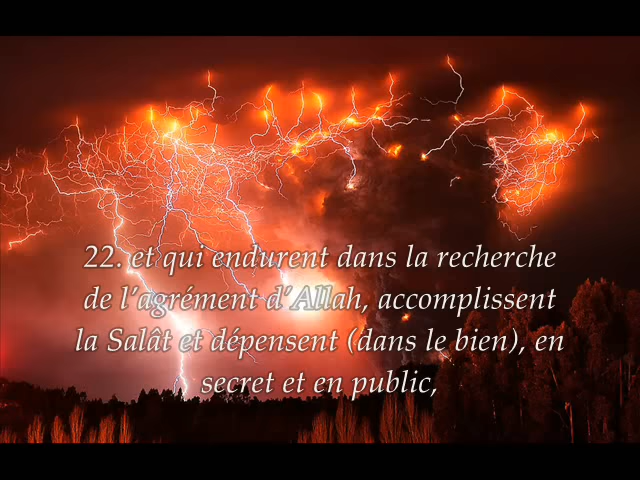 22. et qui endurent dans la recherche
de l’agrément d’Allah, accomplissent
la Salât et dépensent (dans le bien), en
secret et en public,